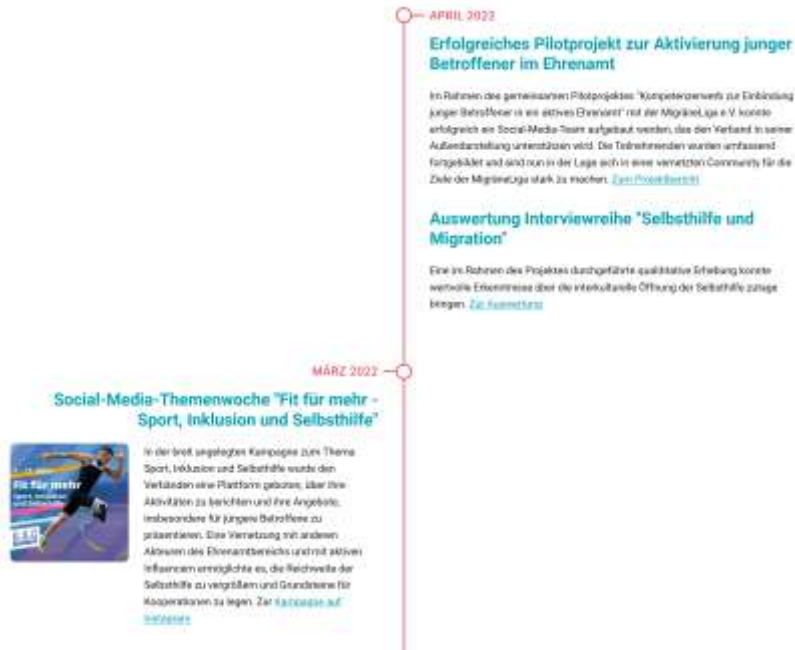 APRIL 2022
Erfolgreiches Pilotprojekt zur Aktivierung junger
Betroffener im Ehrenamt
Im Rahmen des gemeinsamen Pilotprojektes "Kompetenzerwerb zur Einbindung
junger Betroffener in ein aktives Ehrenamt" mit der MigräneLiga e.V. konnte
erfolgreich ein Social-Media-Team aufgebaut werden, das den Verband in seiner
Außendarstellung unterstützen wird. Die Teilnehmenden wurden umfassend
fortgebildet und sind nun in der Lage sich in einer vernetzten Community für die
Ziele der MigräneLiga stark zu machen. Zum Projektbericht
Auswertung Interviewreihe "Selbsthilfe und
Migration"
Eine im Rahmen des Projektes durchgeführte qualitative Erhebung konnte
wertvolle Erkenntnisse über die interkulturelle Öffnung der Selbsthilfe zutage
bringen. Zur Auswertung
MÄRZ 2022
Social-Media-Themenwoche "Fit für mehr -
Sport, Inklusion und Selbsthilfe"
In der breit angelegten Kampagne zum Thema
Sport, Inklusion und Selbsthilfe wurde den
Verbänden eine Plattform geboten, über ihre
Aktivitäten zu berichten und ihre Angebote,
insbesondere für jüngere Betroffene zu
präsentieren. Eine Vernetzung mit anderen
Akteuren des Ehrenamtbereichs und mit aktiven
Influencern ermöglichte es, die Reichweite der
Selbsthilfe zu vergrößern und Grundsteine für
Kooperationen zu legen. Zur Kampagne auf
Instagram
Fit für mehr
Sport, Inklusion
und Selbsthilfe